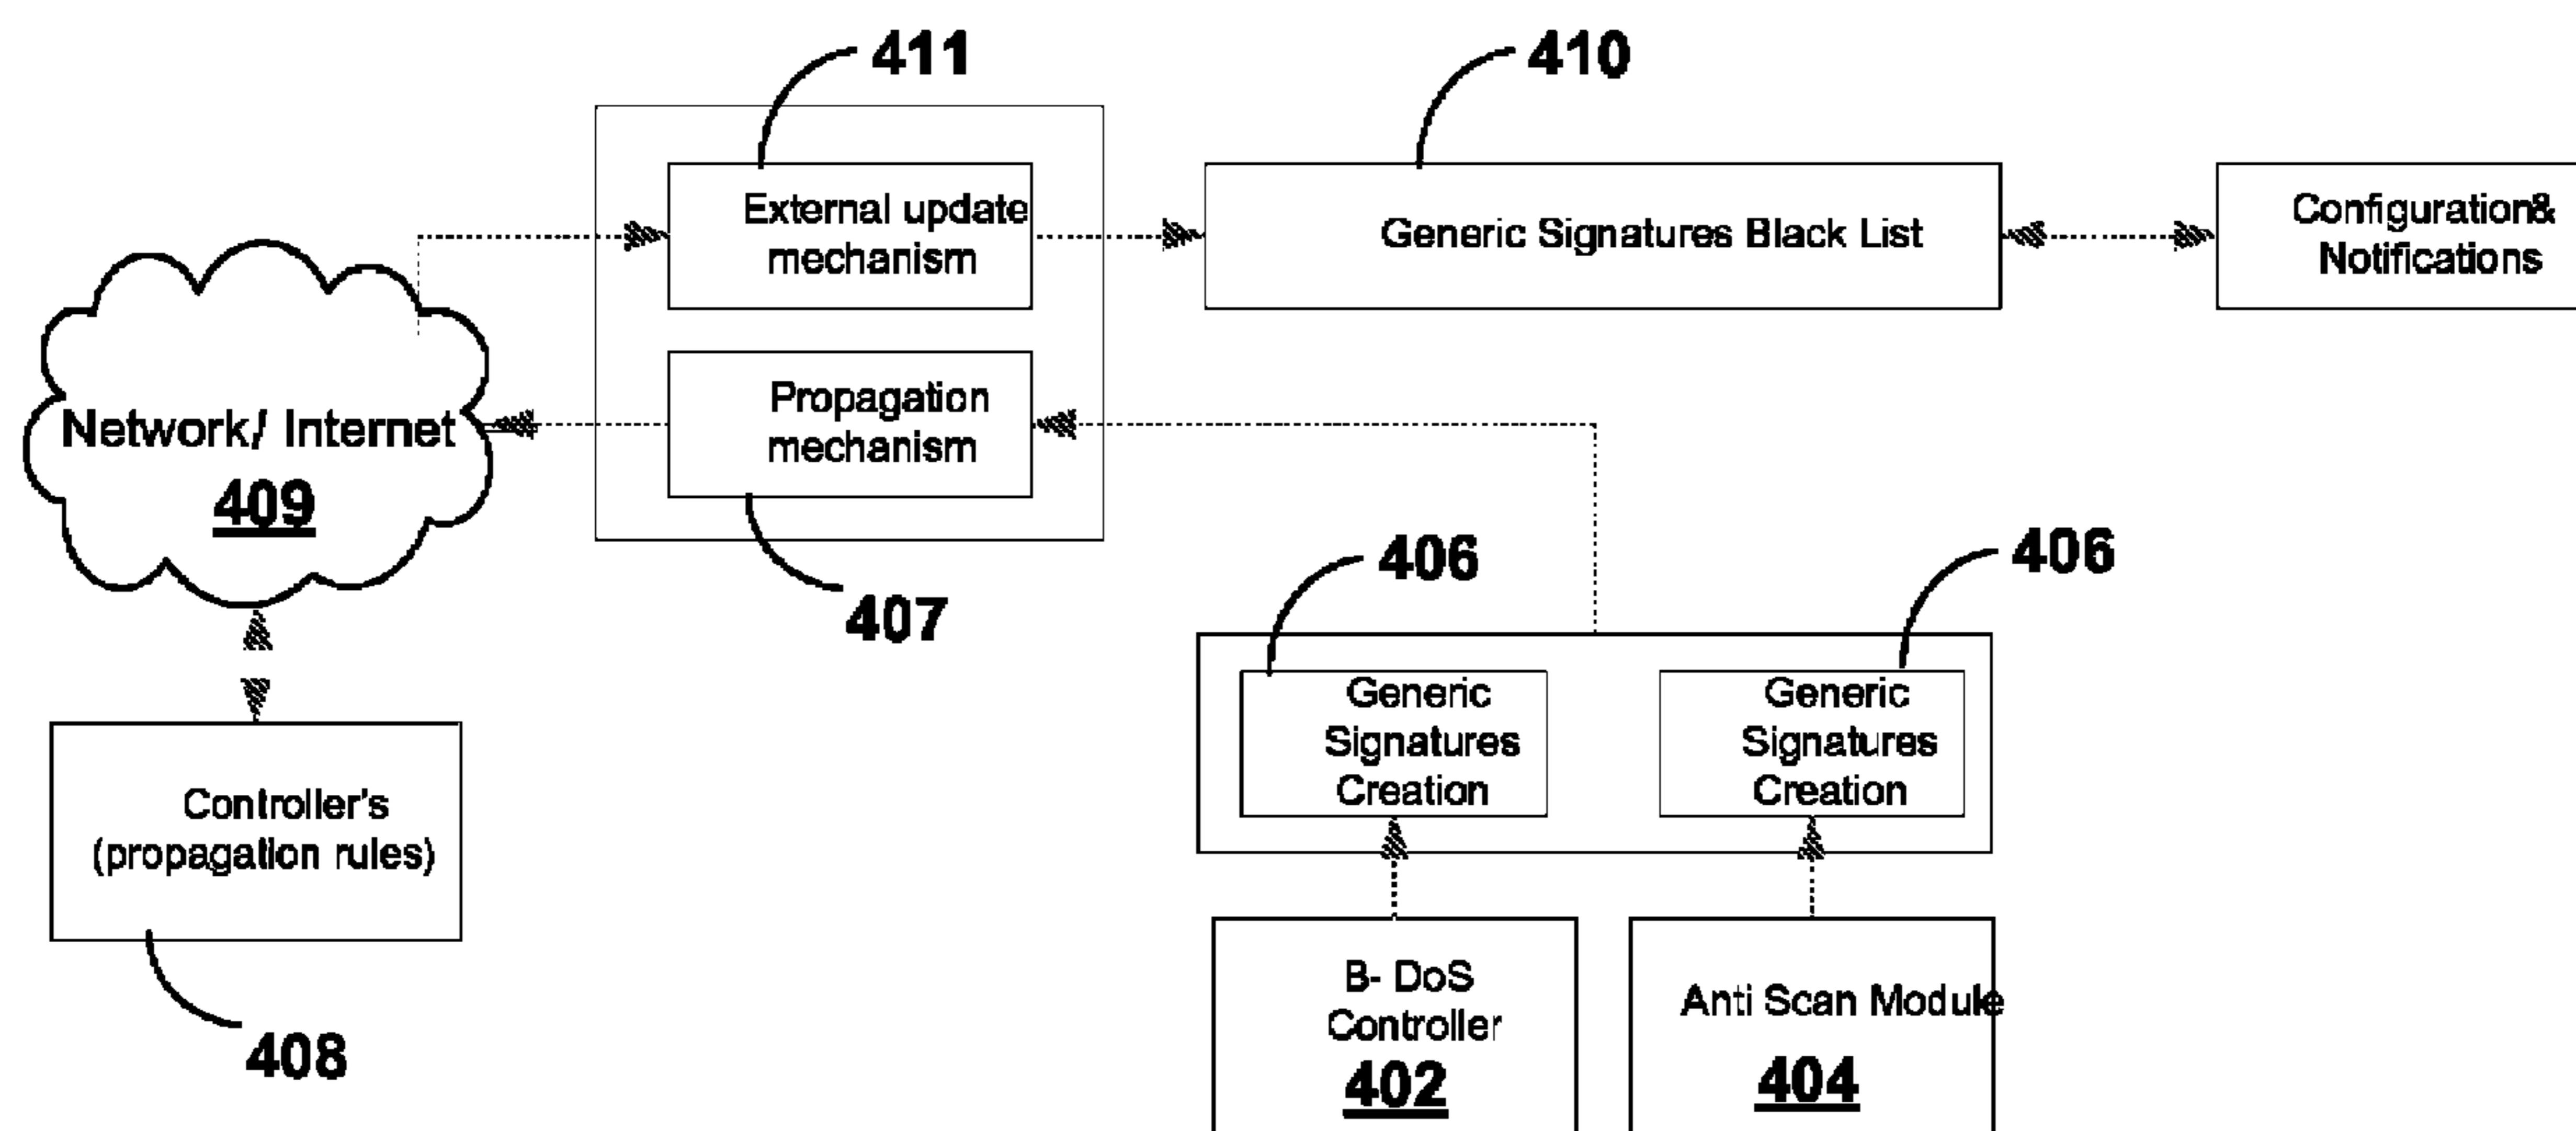 411
410
External update
mechanism
Generic Signatures Black List
Configuration&
Notifications
Propagation
mechanism
Network/ Internet
409
407
406
406
Generic
Signatures
Creation
Generic
Signatures
Creation
Controller's
(propagation rules)
408
B- DoS
Controller
402
Anti Scan Module
404